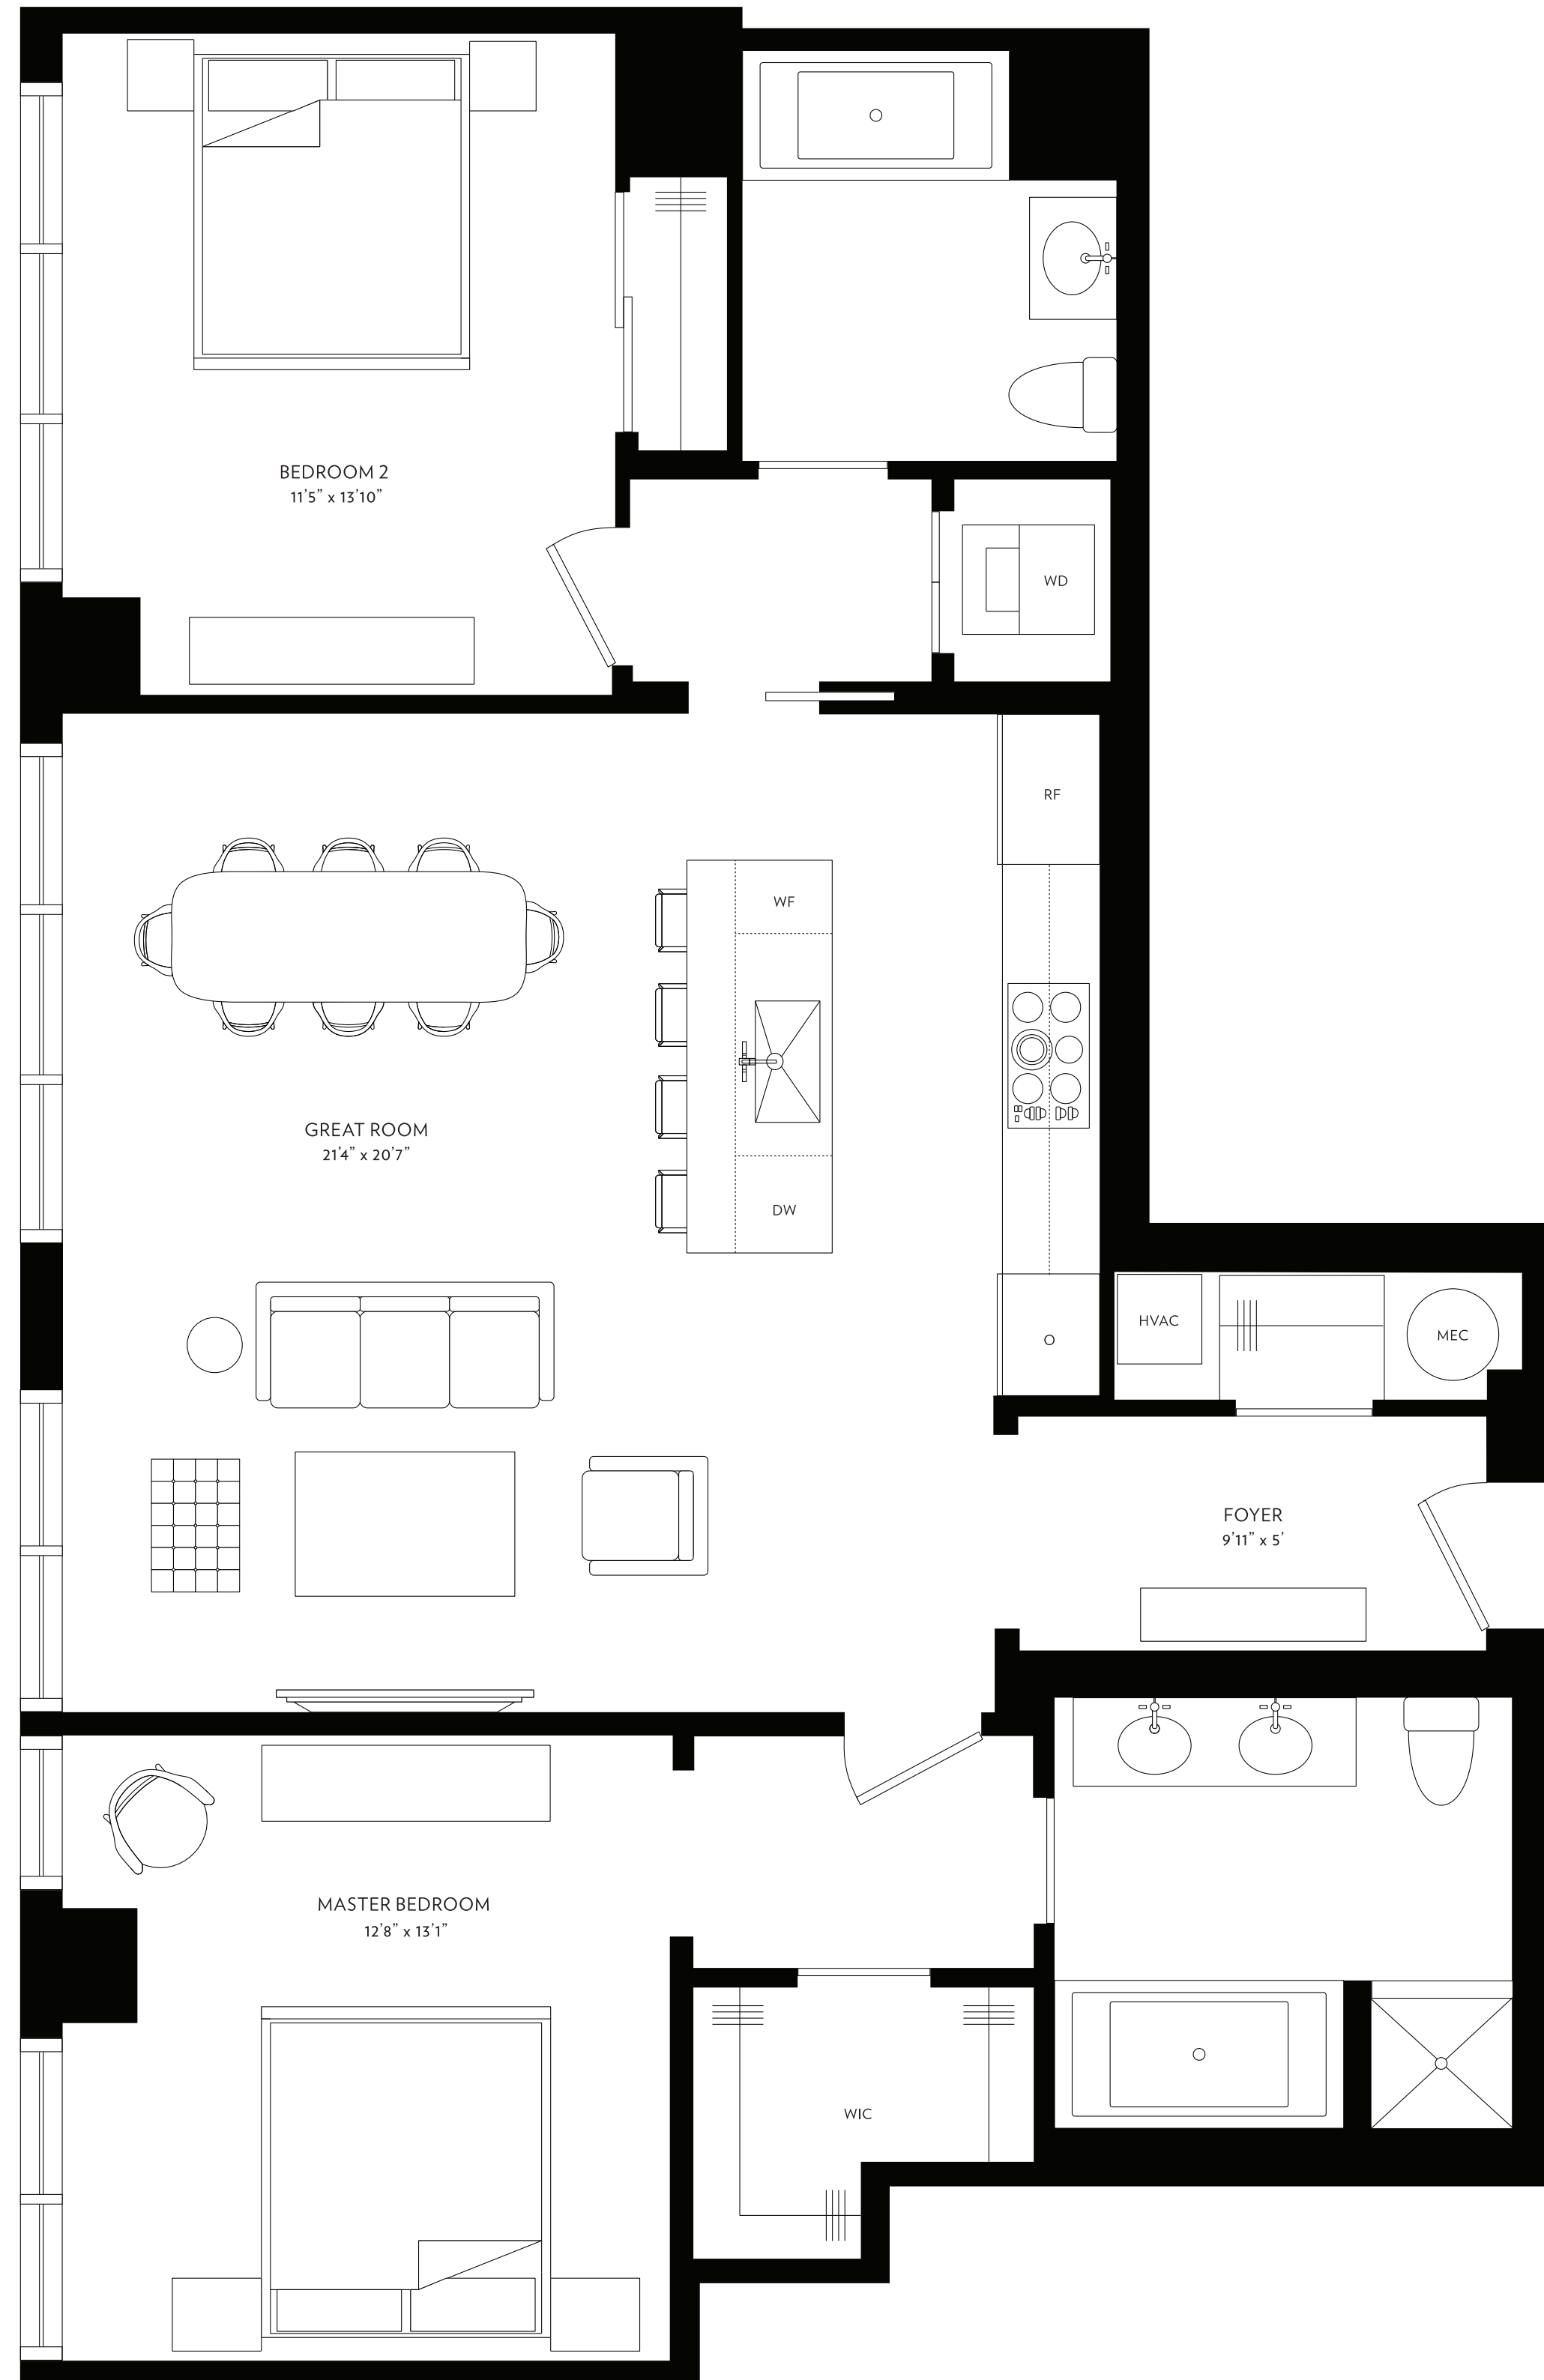 BEDROOM 2
11’5” x 13’10”
WD
RF
WF
GREAT ROOM
21’4” x 20’7”
DW
O
HVAC
MEC
FOYER
9’11” x 5’
MASTER BEDROOM
12’8” x 13’1”
WIC